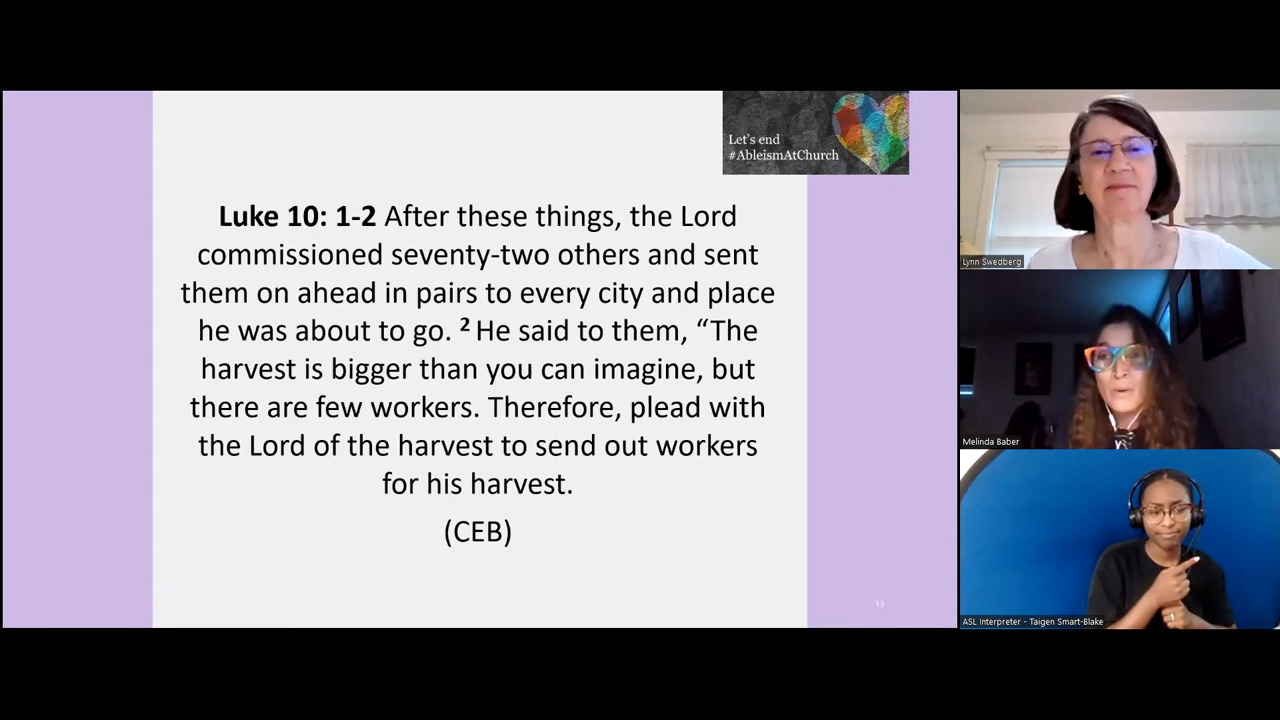 Let's end
#AbleismAtChurch
Luke 10: 1-2 After these things, the Lord
commissioned seventy-two others and sent
them on ahead in pairs to every city and place
he was about to go. ² He said to them, “The
harvest is bigger than you can imagine, but
there are few workers. Therefore, plead with
the Lord of the harvest to send out workers
for his harvest.
(CEB)
13
Lynn Swedberg
Melinda Baber
ASL Interpreter - Taigen Smart-Blake